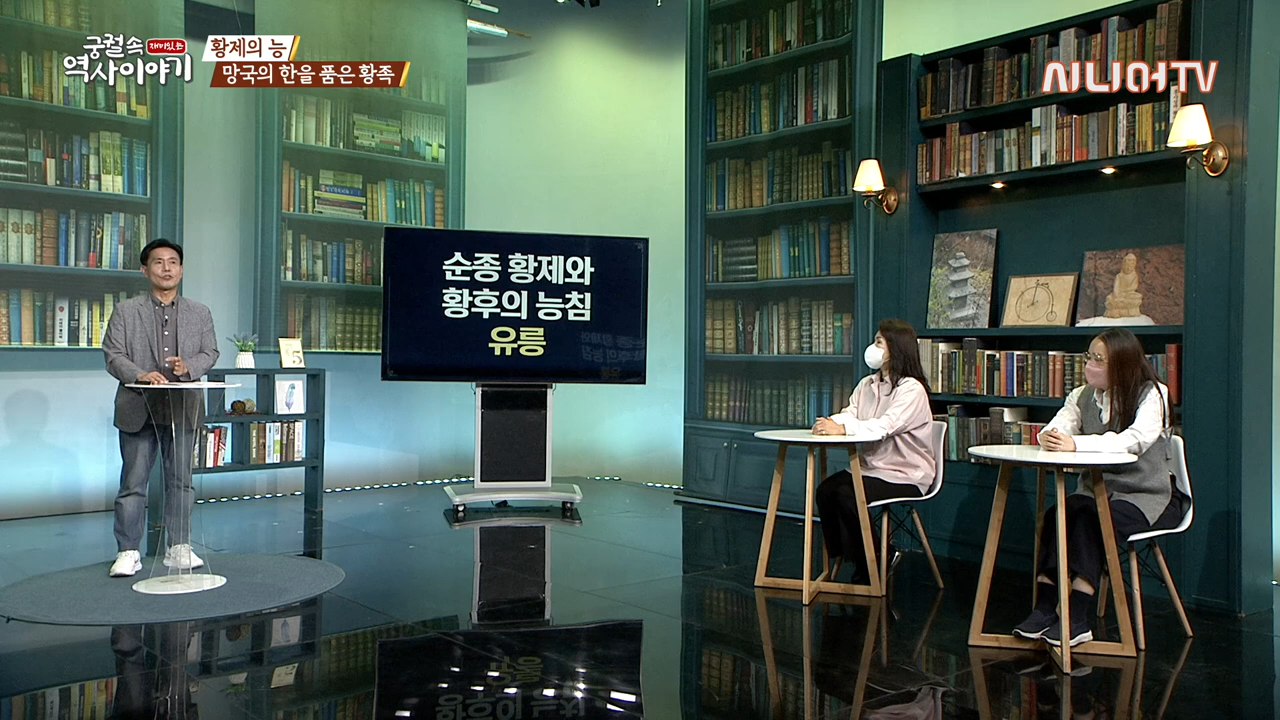 궁궐 속 재미있는
역사이야기
황제의 능
망국의 한을 품은 황족
시니어TV
순종 황제와
황후의 능침
유릉
5